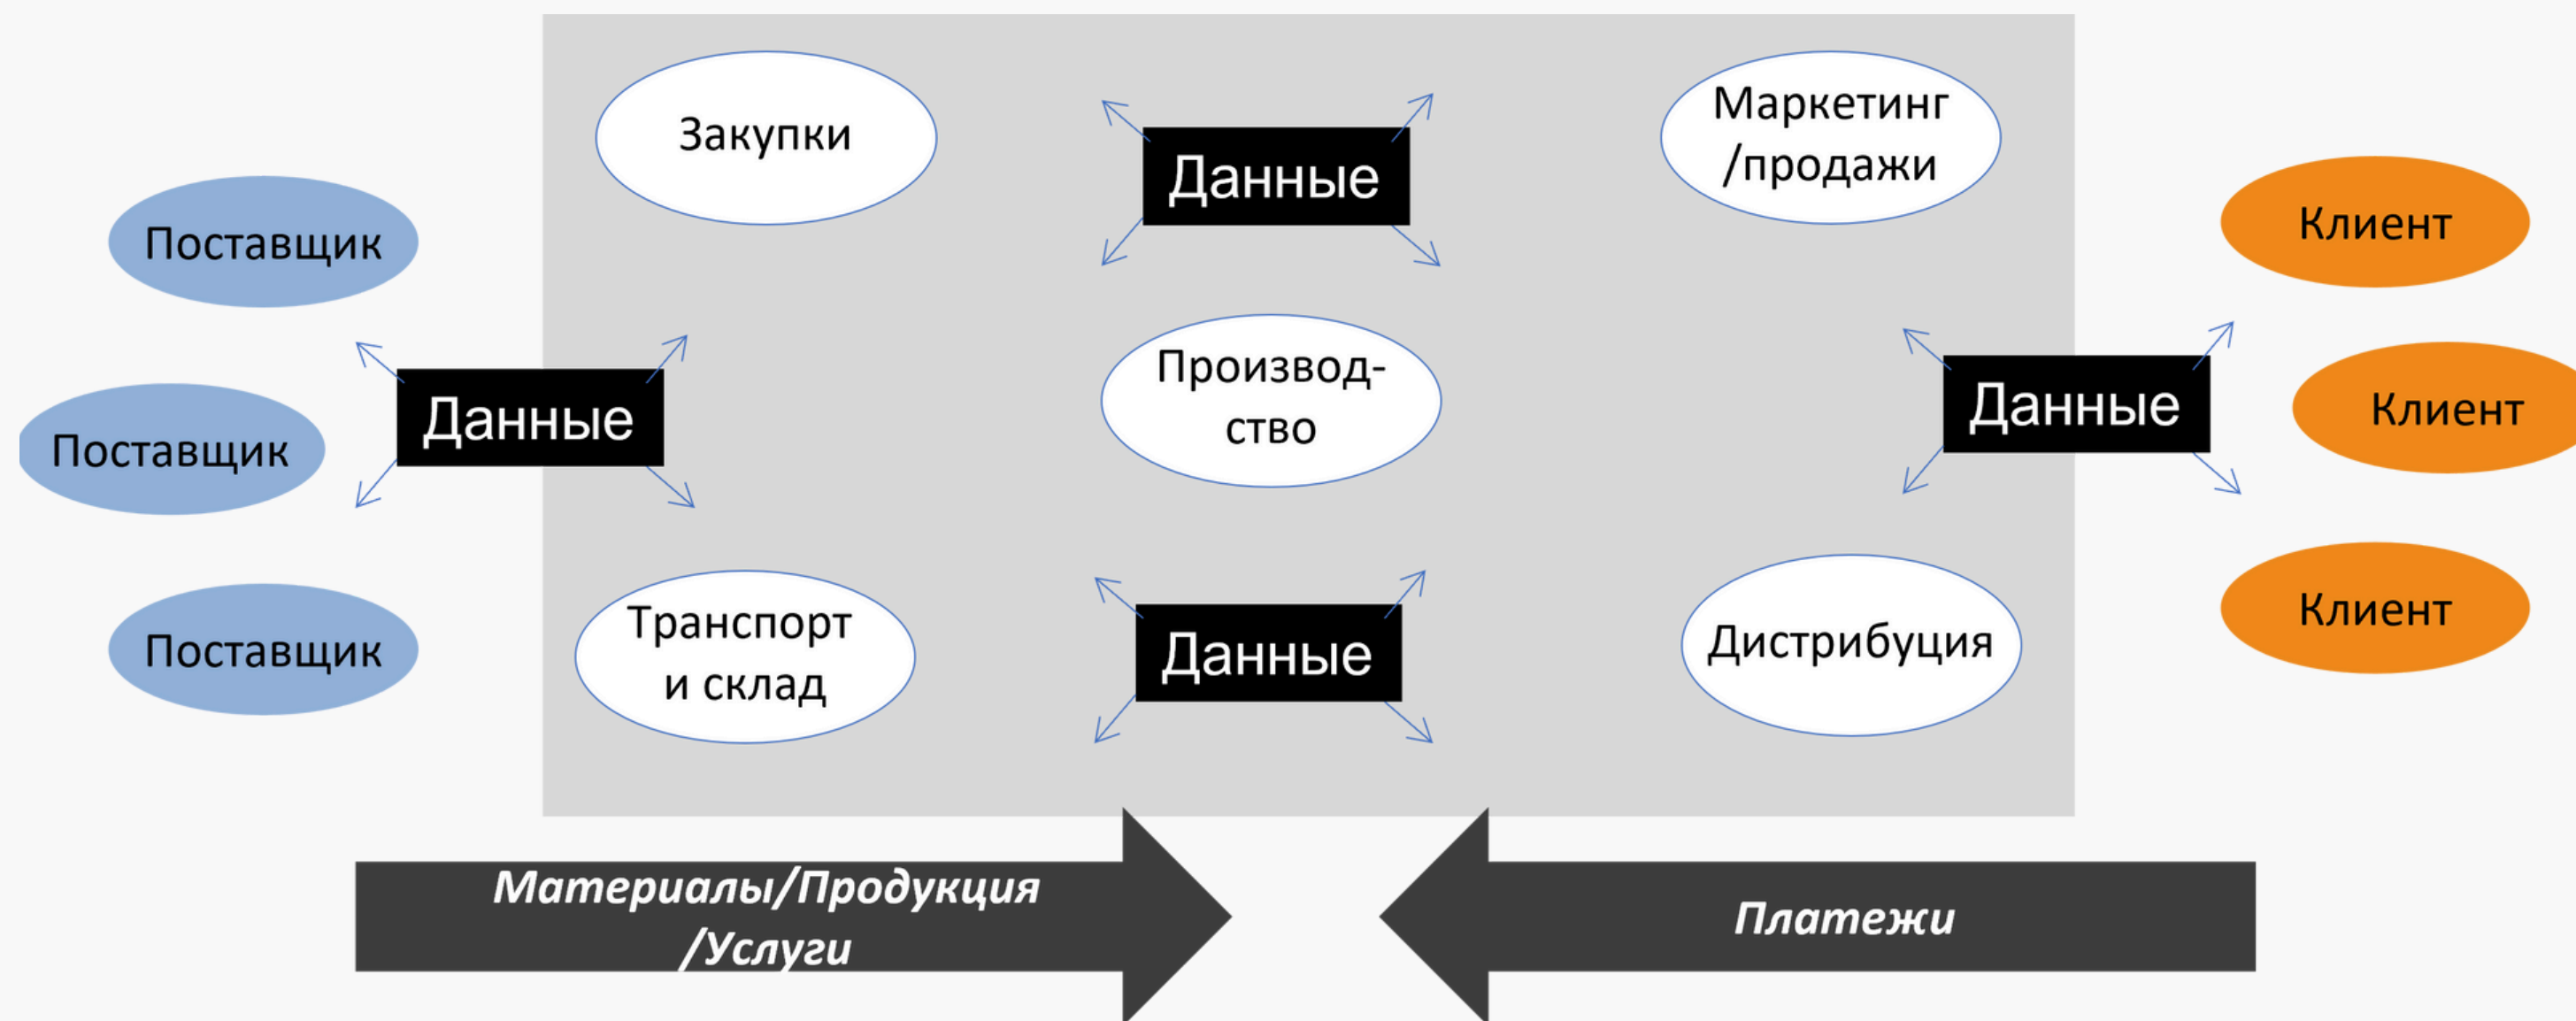 Закупки
Данные
Маркетинг
/продажи
Поставщик
Клиент
Поставщик
Данные
Производ-
ство
Данные
Клиент
Поставщик
Транспорт
и склад
Данные
Дистрибуция
Клиент
Материалы/Продукция
/Услуги
Платежи